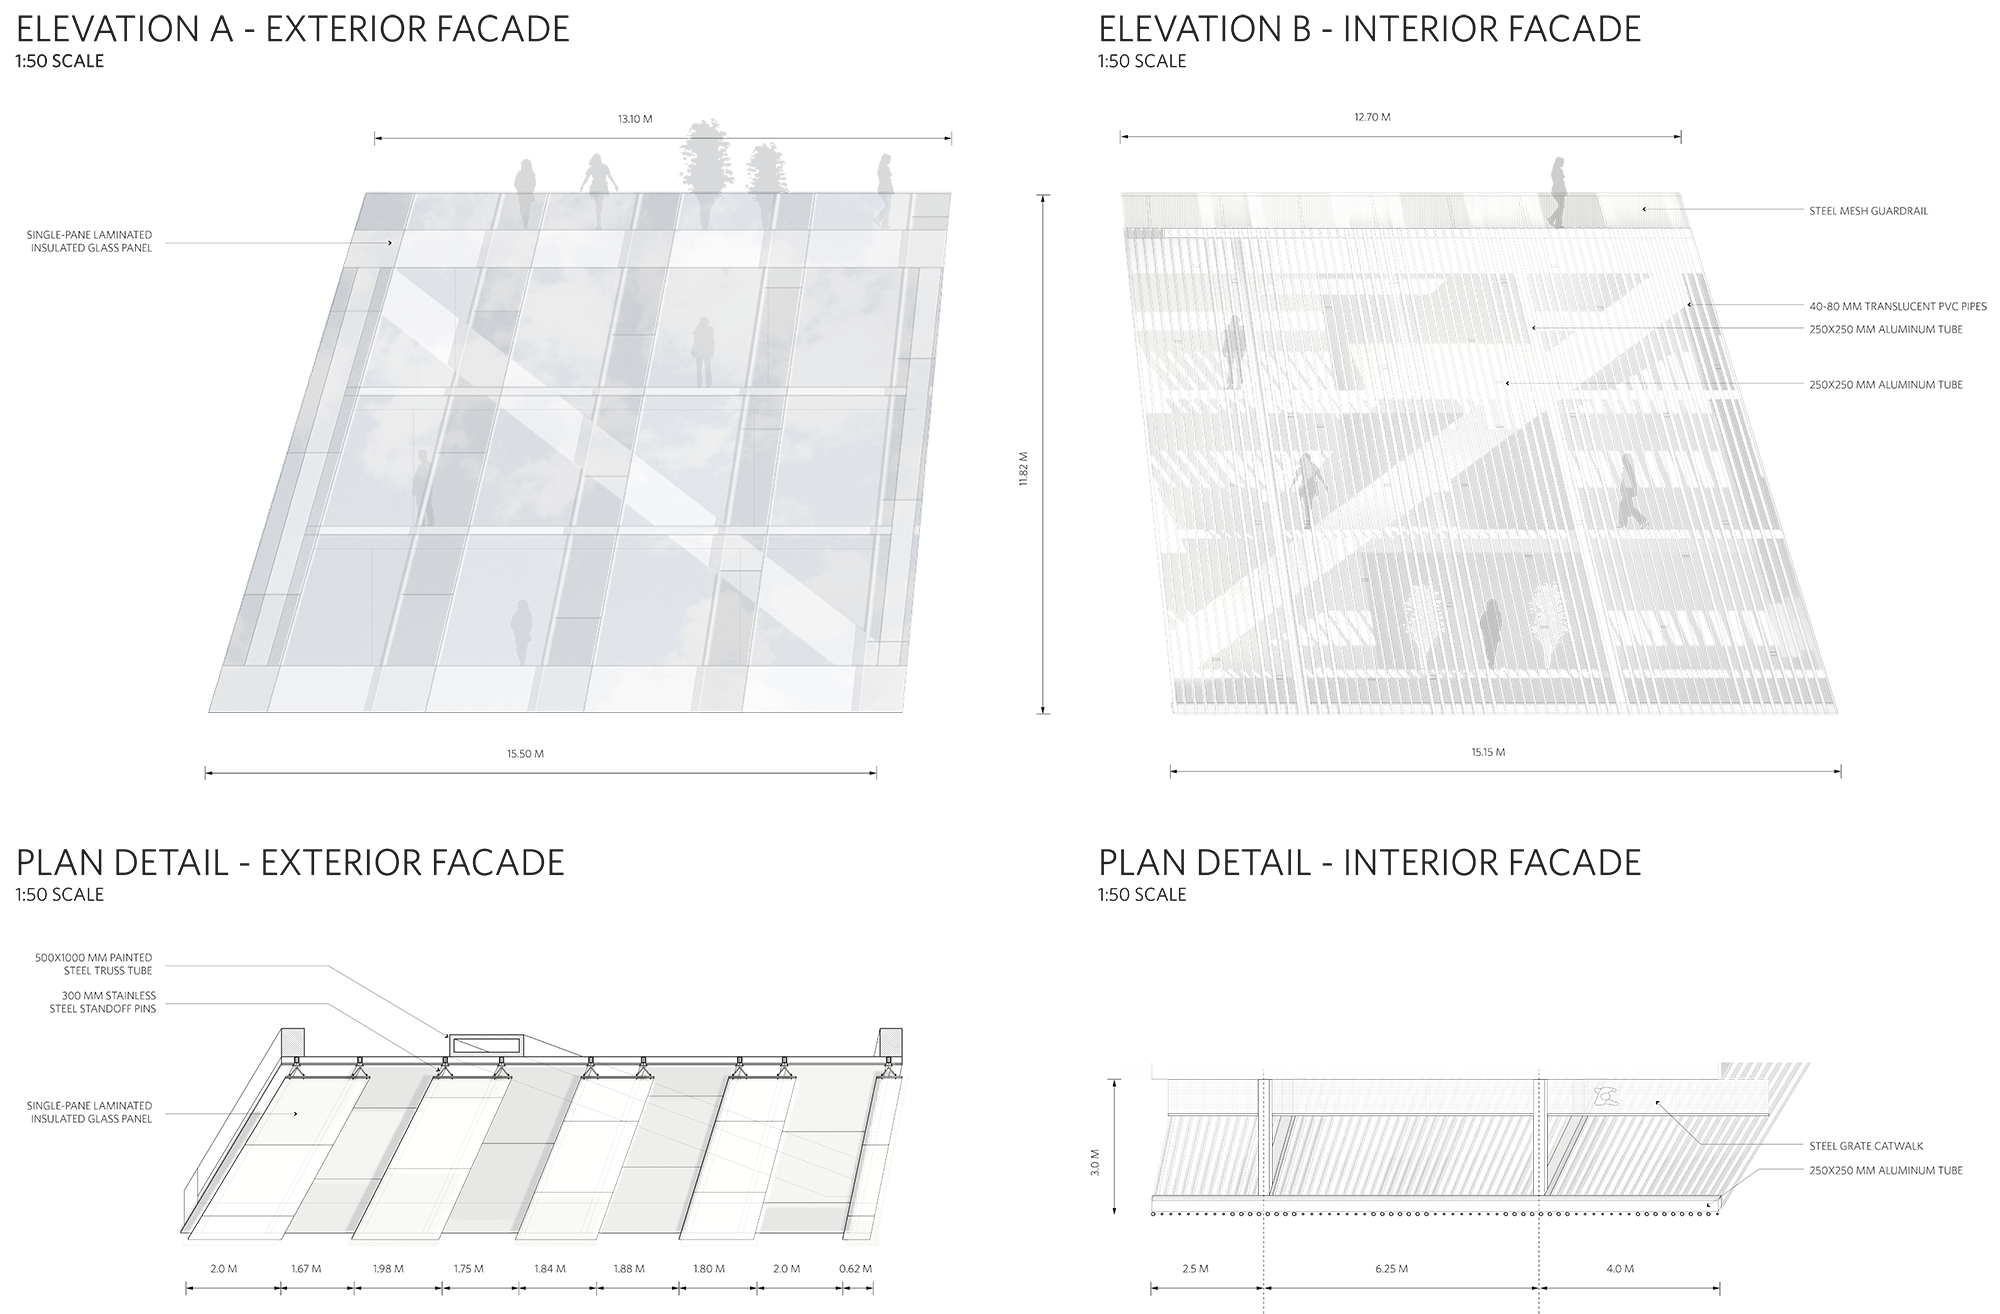 ELEVATION A - EXTERIOR FACADE
1:50 SCALE
13.10 M
SINGLE-PANE LAMINATED
INSULATED GLASS PANEL
15.50 M
11.82 M
ELEVATION B - INTERIOR FACADE
1:50 SCALE
12.70 M
STEEL MESH GUARDRAIL
40-80 MM TRANSLUCENT PVC PIPES
250X250 MM ALUMINUM TUBE
250X250 MM ALUMINUM TUBE
15.15 M
PLAN DETAIL - EXTERIOR FACADE
1:50 SCALE
500X1000 MM PAINTED
STEEL TRUSS TUBE
300 MM STAINLESS
STEEL STANDOFF PINS
SINGLE-PANE LAMINATED
INSULATED GLASS PANEL
2.0 M 1.67 M 1.98 M 1.75 M 1.84 M 1.88 M 1.80 M 2.0 M 0.62 M
PLAN DETAIL - INTERIOR FACADE
1:50 SCALE
3.0 M
STEEL GRATE CATWALK
250X250 MM ALUMINUM TUBE
2.5 M 6.25 M 4.0 M